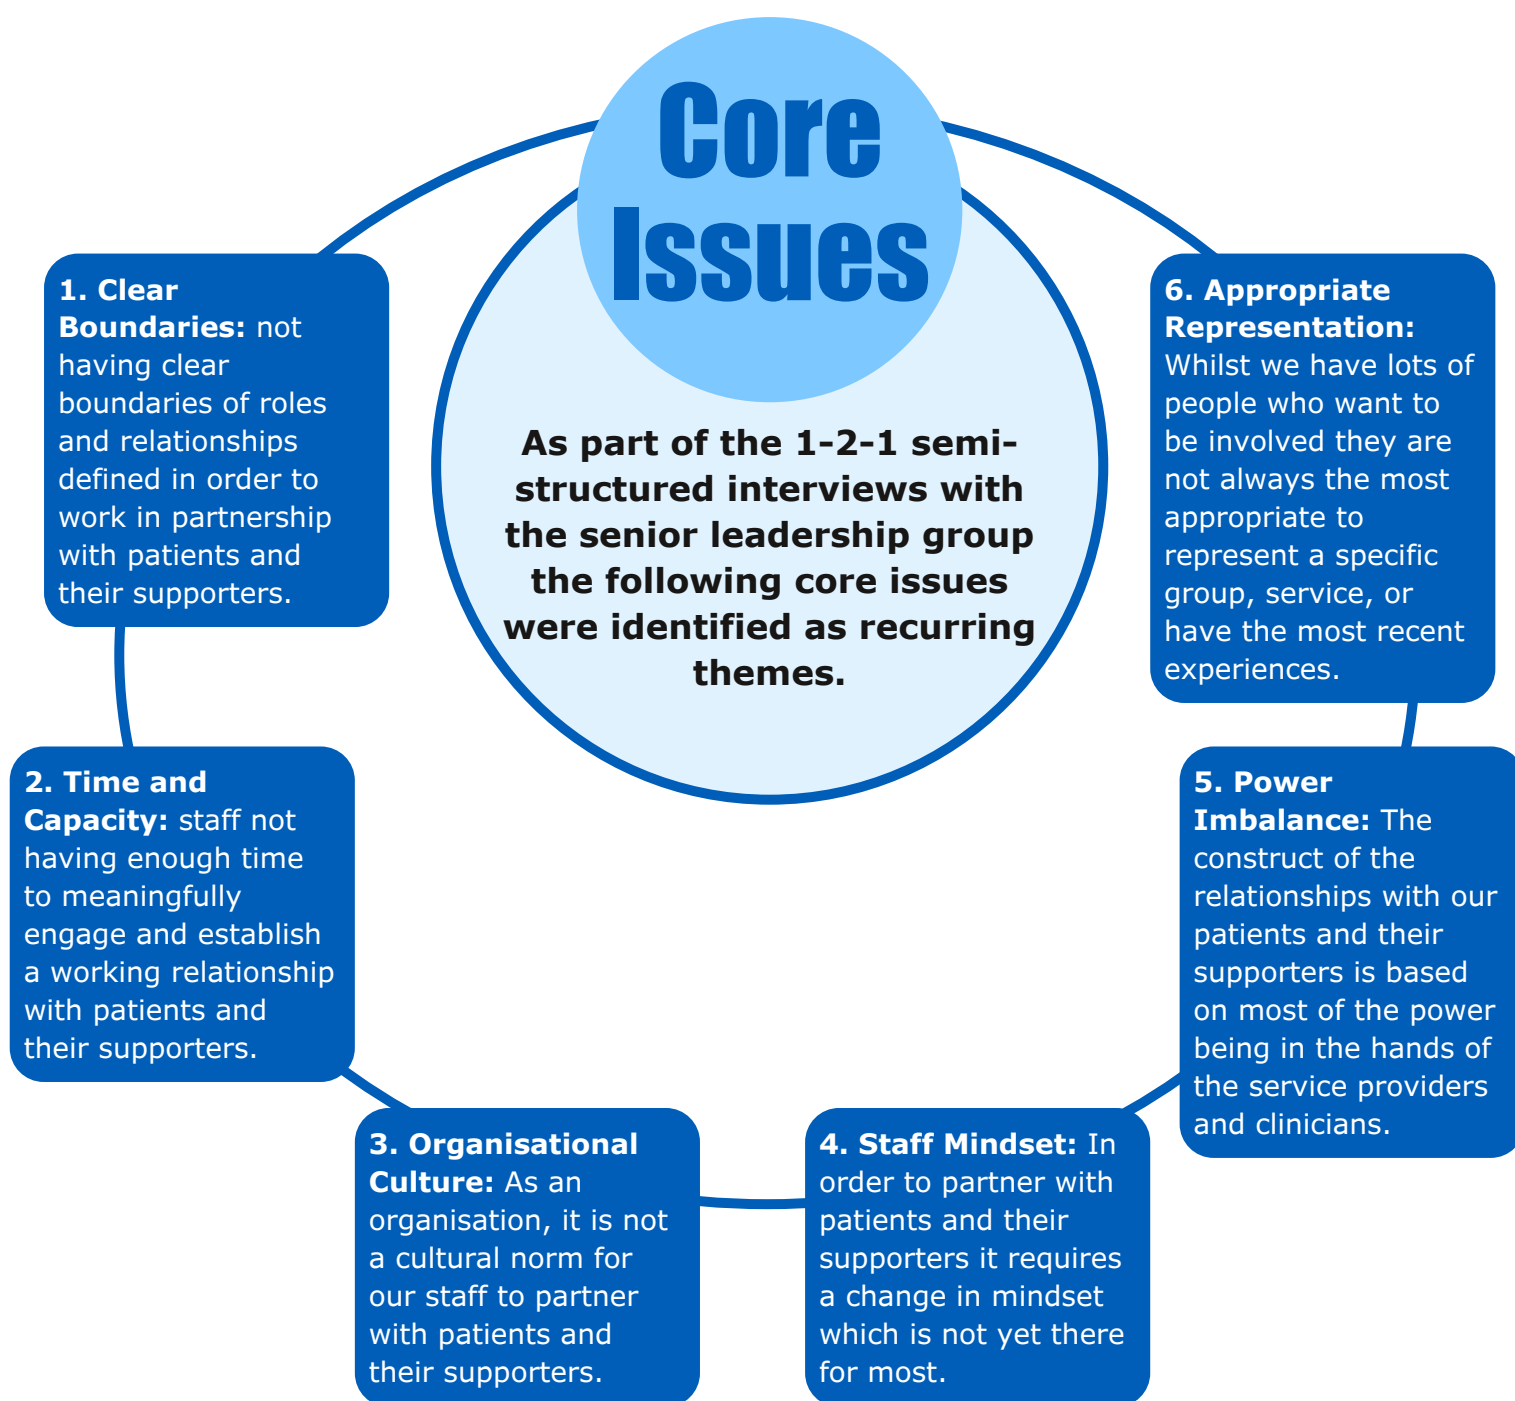 Core
Issues
As part of the 1-2-1 semi-
structured interviews with
the senior leadership group
the following core issues
were identified as recurring
themes.
1. Clear
Boundaries: not
having clear
boundaries of roles
and relationships
defined in order to
work in partnership
with patients and
their supporters.
2. Time and
Capacity: staff not
having enough time
to meaningfully
engage and establish
a working relationship
with patients and
their supporters.
3. Organisational
Culture: As an
organisation, it is not
a cultural norm for
our staff to partner
with patients and
their supporters.
4. Staff Mindset: In
order to partner with
patients and their
supporters it requires
a change in mindset
which is not yet there
for most.
5. Power
Imbalance: The
construct of the
relationships with our
patients and their
supporters is based
on most of the power
being in the hands of
the service providers
and clinicians.
6. Appropriate
Representation:
Whilst we have lots of
people who want to
be involved they are
not always the most
appropriate to
represent a specific
group, service, or
have the most recent
experiences.